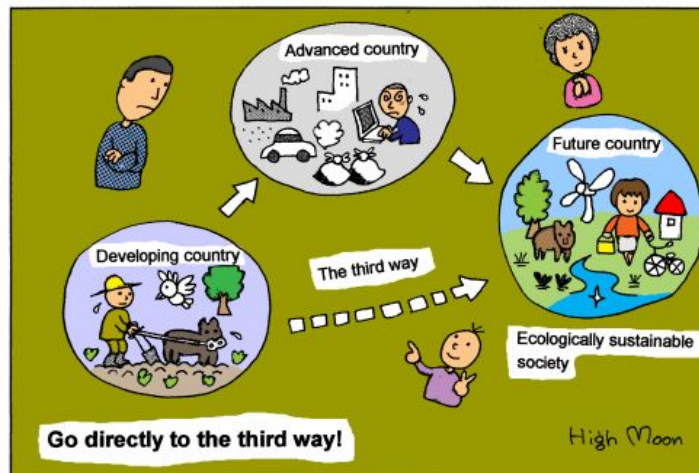 Advanced country
Future country
Developing country
The third way
Ecologically sustainable
society
Go directly to the third way!
High Moon